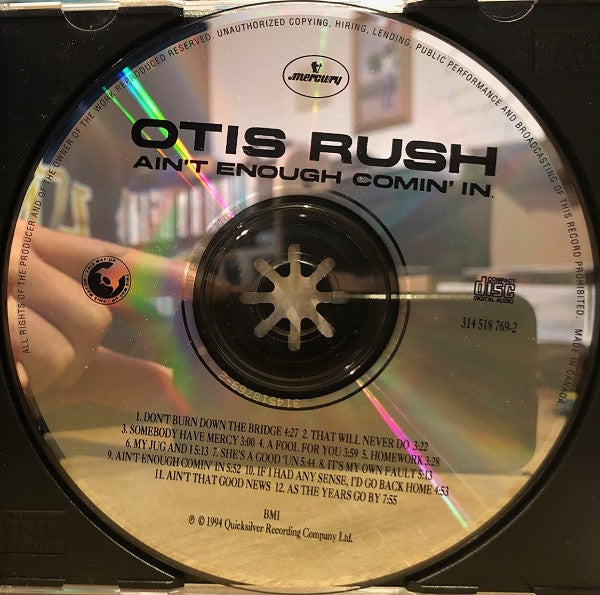 ALL RIGHTS OF THE PRODUCER AND OF THE OWNER OF THE WORK REPRODUCED RESERVED. UNAUTHORIZED COPYING, HIRING, LENDING, PUBLIC PERFORMANCE AND BROADCASTING OF THIS RECORD PROHIBITED. MADE IN CANADA
mercury
OTIS RUSH
AIN'T ENOUGH COMIN' IN.
COMPACT
disc
DIGITAL AUDIO
314 518 769-2
314518769-2
1. DON'T BURN DOWN THE BRIDGE 4:27 2. THAT WILL NEVER DO 3:22
3. SOMEBODY HAVE MERCY 3:00 4. A FOOL FOR YOU 3:59 5. HOMEWORK 3:28
6. MY JUG AND I 5:13 7. SHE'S A GOOD 'UN 5:44 8. IT'S MY OWN FAULT 5:13
9. AIN'T ENOUGH COMIN' IN 5:52 10. IF I HAD ANY SENSE, I'D GO BACK HOME 4:53
11. AIN'T THAT GOOD NEWS 12. AS THE YEARS GO BY 7:55
BMI
℗ © 1994 Quicksilver Recording Company Ltd.